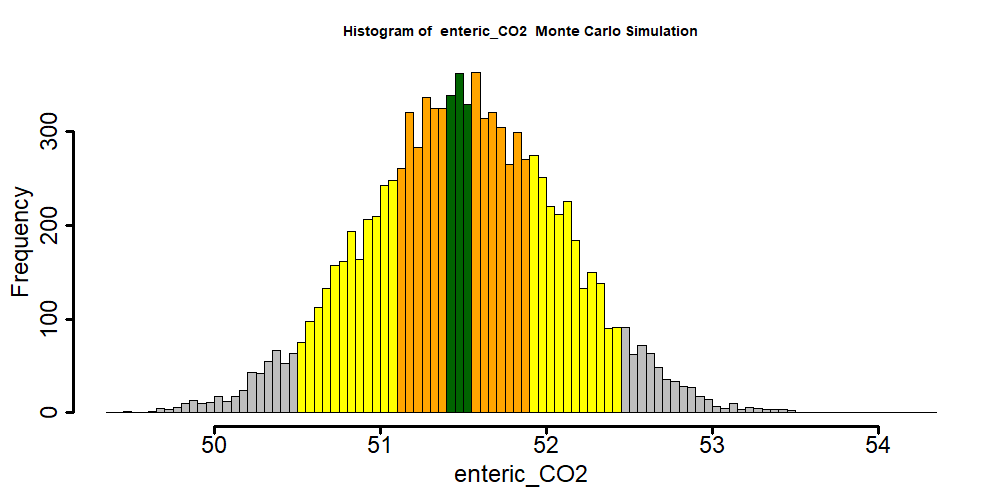 Histogram of  enteric_CO2  Monte Carlo Simulation
300
200
100
0
Frequency
50 51 52 53 54
enteric_CO2